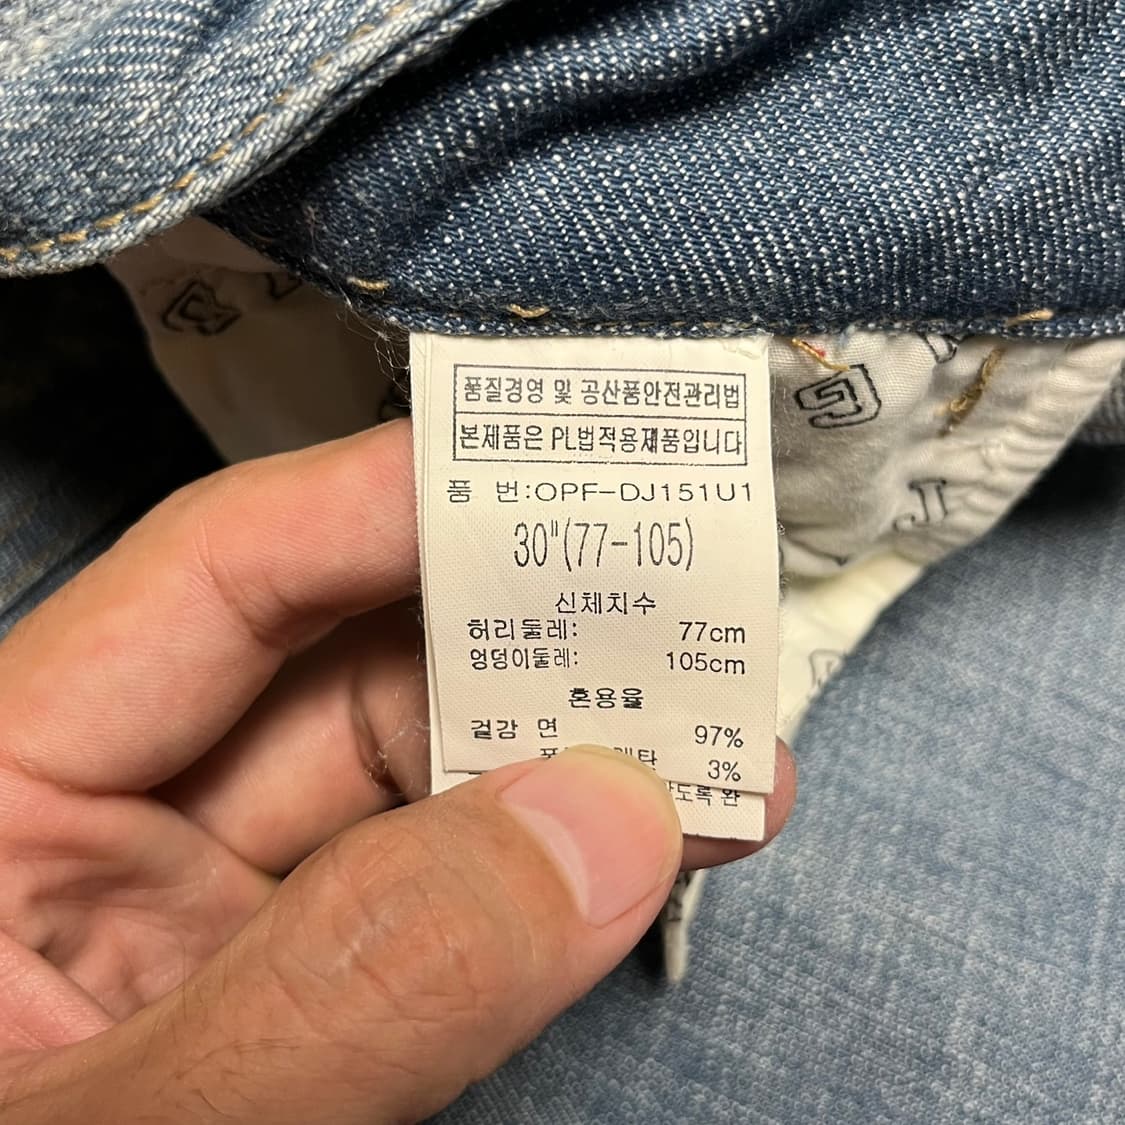 품질경영 및 공산품안전관리법
본제품은 PL법적용제품입니다
품 번:OPF-DJ151U1
30"(77-105)
신체치수
허리둘레: 77cm
엉덩이둘레: 105cm
혼용율
겉감 면 97%
3%
완
J
G
J